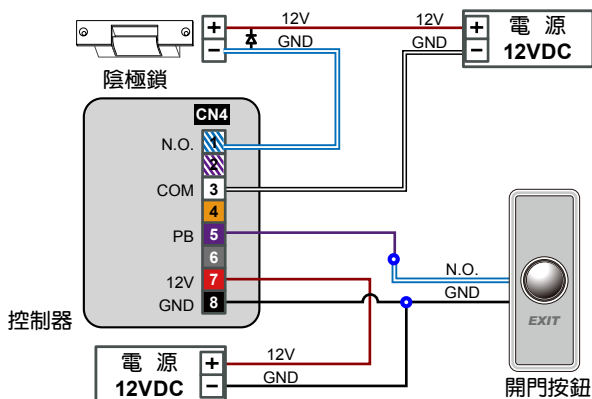 12V
12V
電 源
12VDC
+
−
GND
GND
+
−
陰極鎖
CN4
N.O.
1
2
COM
3
4
PB
5
6
12V
7
GND
8
N.O.
GND
EXIT
控制器
電 源
12VDC
+
−
12V
GND
開門按鈕